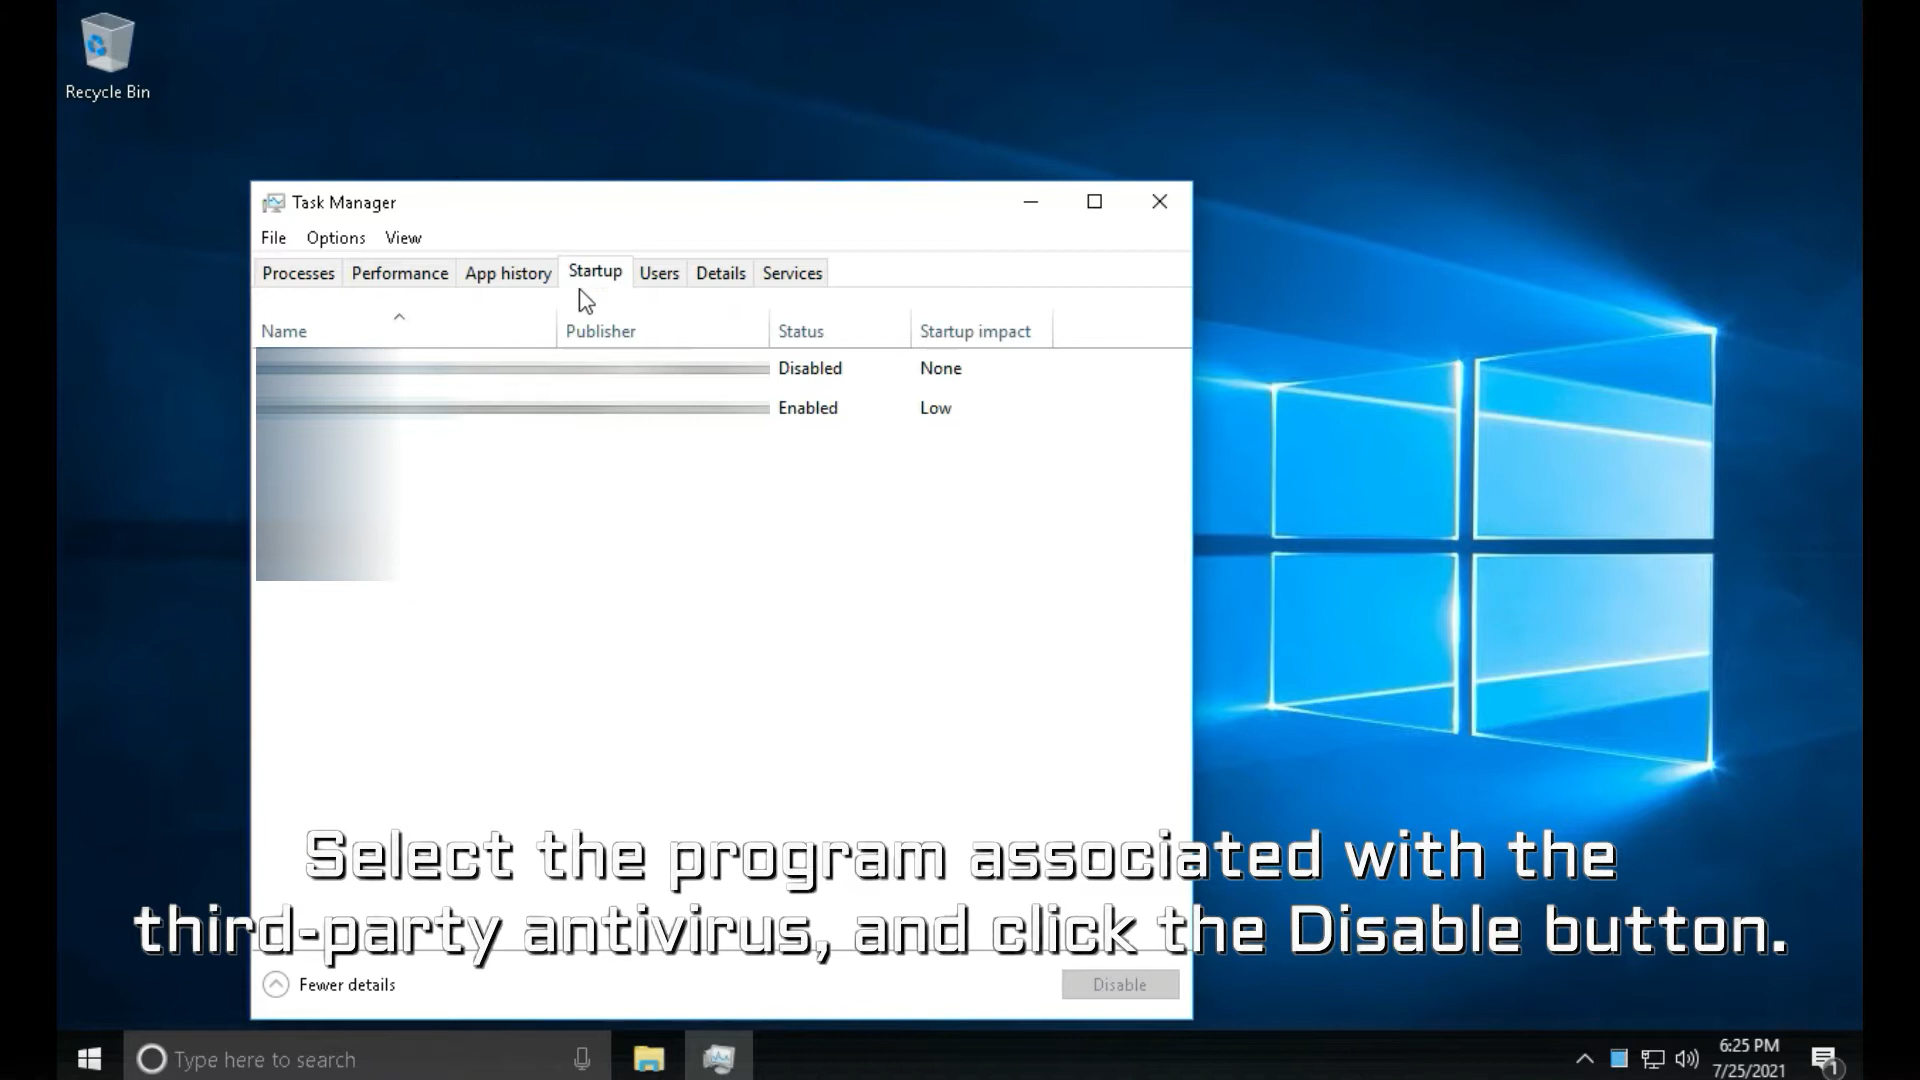 Recycle Bin
Task Manager
File Options View
Processes Performance App history Startup Users Details Services
Name Publisher Status Startup impact
Disabled None
Enabled Low
Select the program associated with the
third-party antivirus, and click the Disable button.
Fewer details Disable
Type here to search
6:25 PM
7/25/2021
1